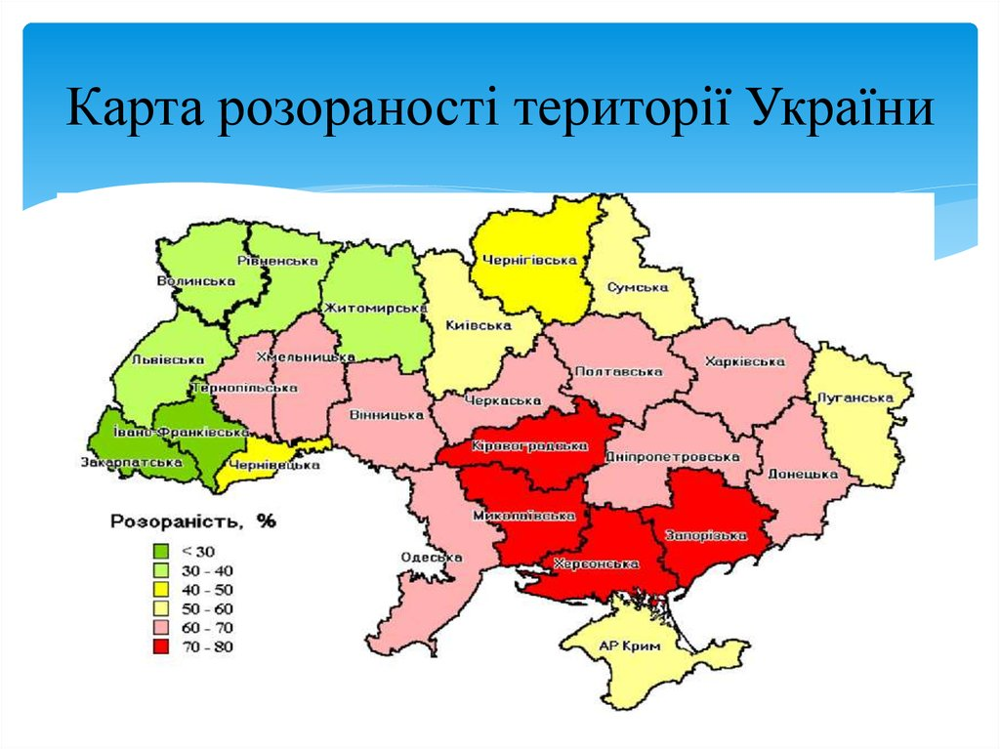 Карта розораності території України
Чернігівська
Рівненська
Волинська
Сумська
Житомирська
Київська
Хмельницька
Львівська
Харківська
Полтавська
Тернопільська
Черкаська
Луганська
Вінницька
Івано-Франківська
Кіровоградська
Дніпропетровська
Закарпатська
Чернівецька
Донецька
Миколаївська
Запорізька
Одеська
Херсонська
АР Крим
Розораність, %
< 30
30 - 40
40 - 50
50 - 60
60 - 70
70 - 80